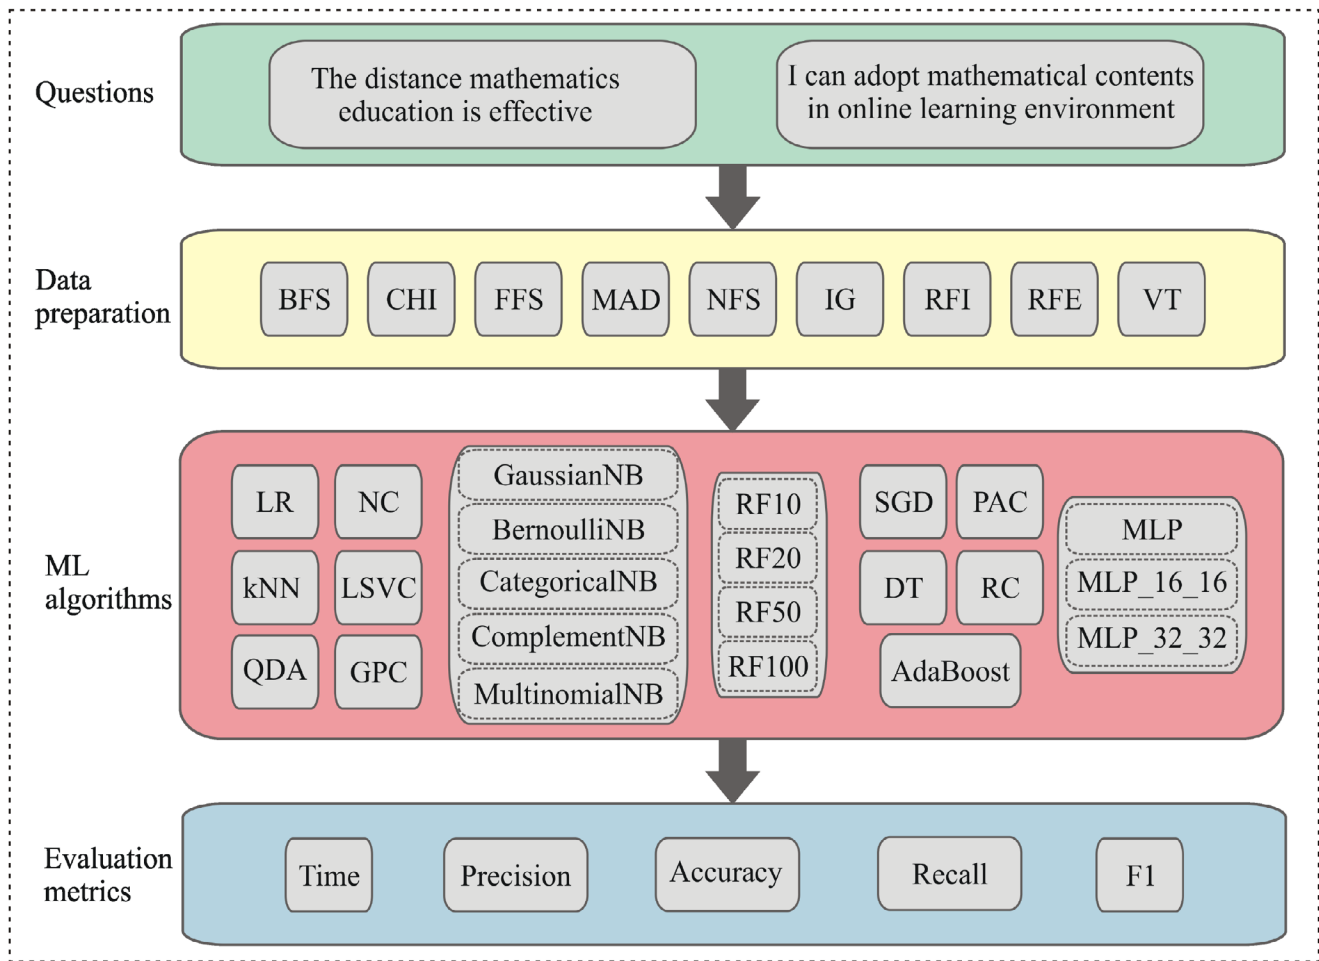 Questions
The distance mathematics
education is effective
I can adopt mathematical contents
in online learning environment
Data
preparation
BFS
CHI
FFS
MAD
NFS
IG
RFI
RFE
VT
ML
algorithms
LR
NC
kNN
LSVC
QDA
GPC
GaussianNB
BernoulliNB
CategoricalNB
ComplementNB
MultinomialNB
RF10
RF20
RF50
RF100
SGD
PAC
DT
RC
AdaBoost
MLP
MLP_16_16
MLP_32_32
Evaluation
metrics
Time
Precision
Accuracy
Recall
F1